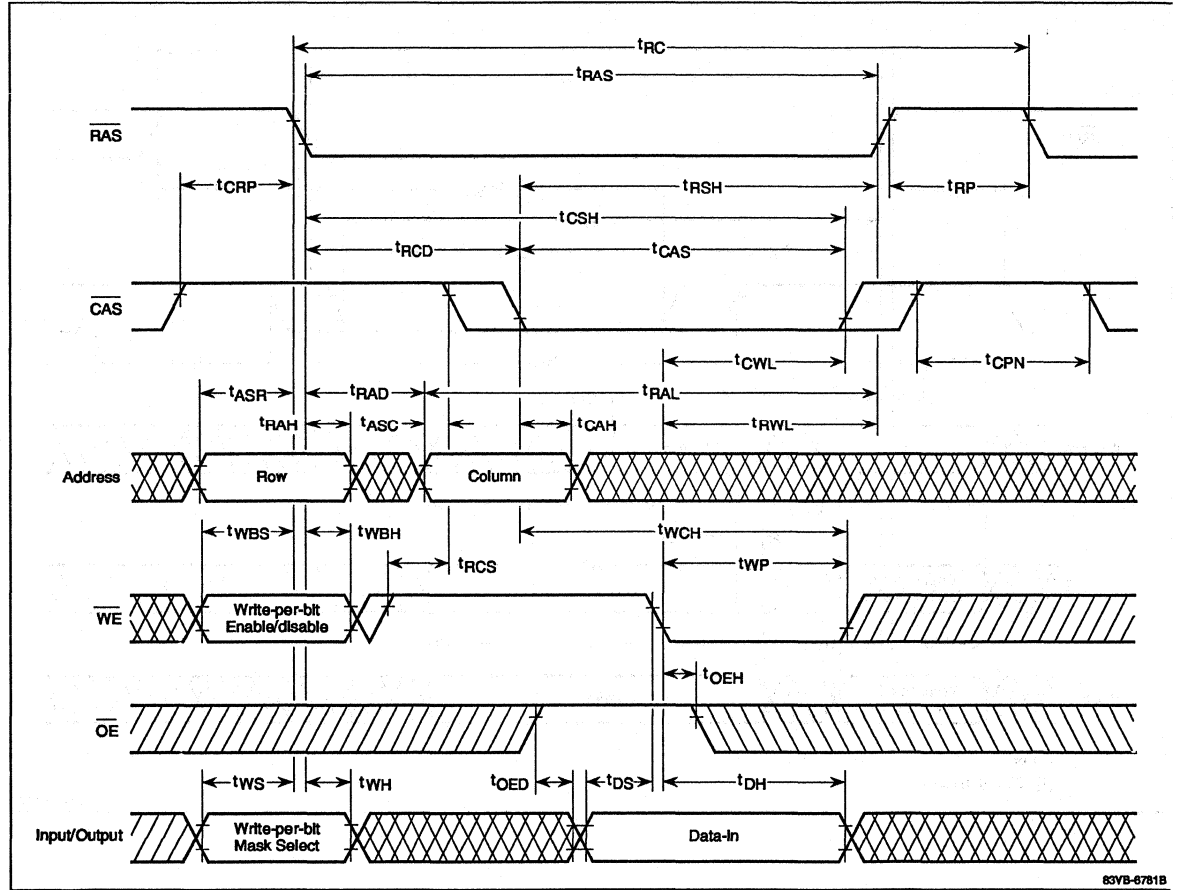 tRC
tRAS
RAS
tCRP
tRSH
tRP
tCSH
tRCD
tCAS
CAS
tCWL
tCPN
tASR
tRAD
tRAL
tRAH
tASC
tCAH
tRWL
Address
Row
Column
tWBS
tWBH
tWCH
tRCS
tWP
WE
Write-per-bit
Enable/disable
tOEH
OE
tWS
tWH
tOED
tDS
tDH
Input/Output
Write-per-bit
Mask Select
Data-In
83VB-6781B